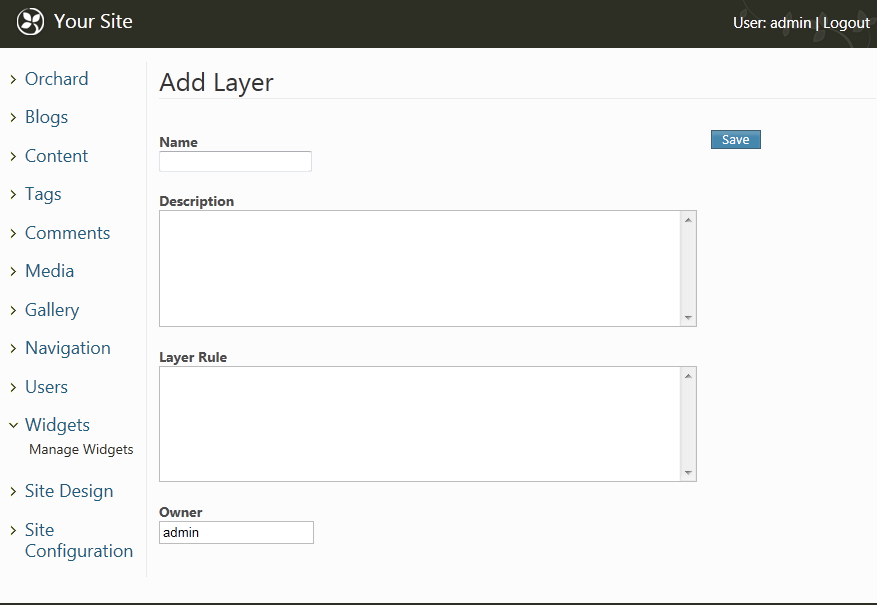 Your Site
User: admin | Logout
Orchard
Blogs
Content
Tags
Comments
Media
Gallery
Navigation
Users
Widgets
Manage Widgets
Site Design
Site
Configuration
Add Layer
Name
Save
Description
Layer Rule
Owner
admin